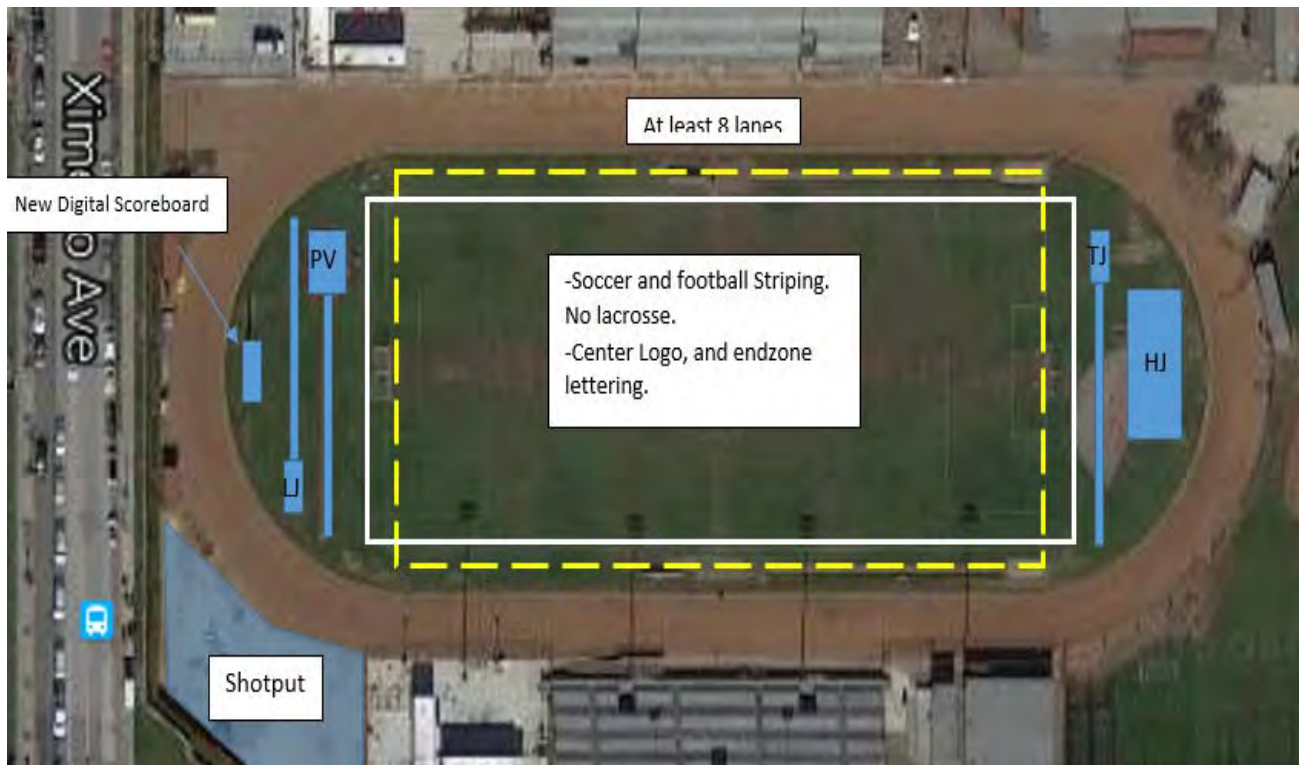 At least 8 lanes
New Digital Scoreboard
PV
TJ
-Soccer and football Striping.
No lacrosse.
-Center Logo, and endzone
lettering.
HJ
LJ
Shotput
Ave